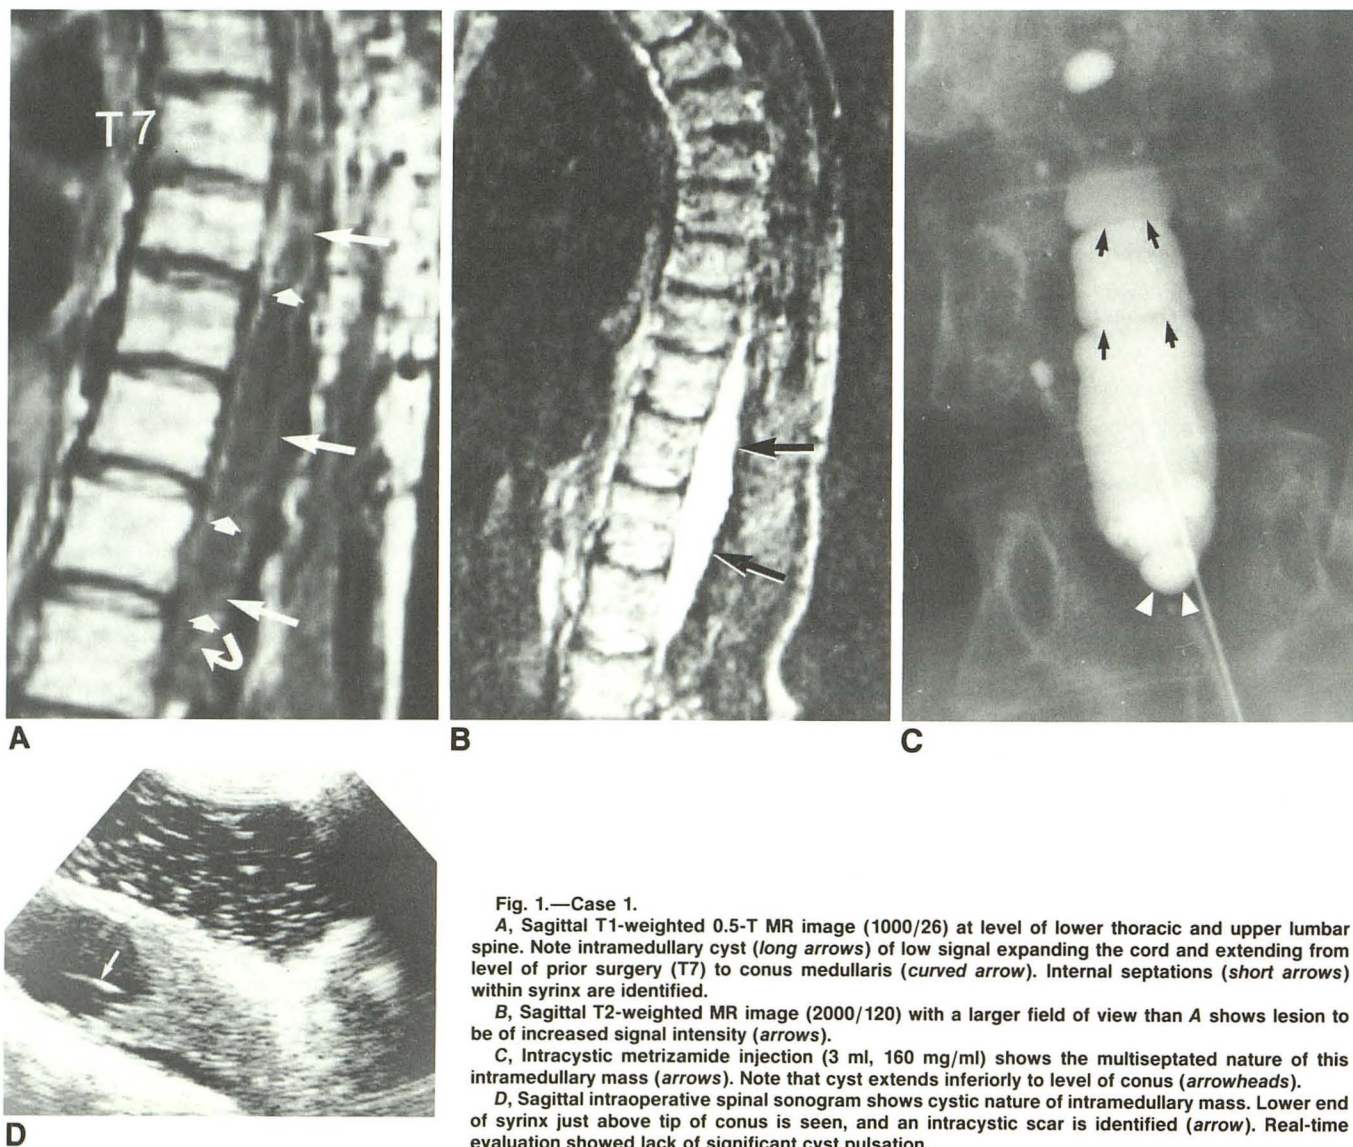 T7
A
B
C
D
Fig. 1.—Case 1.
A, Sagittal T1-weighted 0.5-T MR image (1000/26) at level of lower thoracic and upper lumbar
spine. Note intramedullary cyst (long arrows) of low signal expanding the cord and extending from
level of prior surgery (T7) to conus medullaris (curved arrow). Internal septations (short arrows)
within syrinx are identified.
B, Sagittal T2-weighted MR image (2000/120) with a larger field of view than A shows lesion to
be of increased signal intensity (arrows).
C, Intracystic metrizamide injection (3 ml, 160 mg/ml) shows the multiseptated nature of this
intramedullary mass (arrows). Note that cyst extends inferiorly to level of conus (arrowheads).
D, Sagittal intraoperative spinal sonogram shows cystic nature of intramedullary mass. Lower end
of syrinx just above tip of conus is seen, and an intracystic scar is identified (arrow). Real-time
evaluation showed lack of significant cyst pulsation.